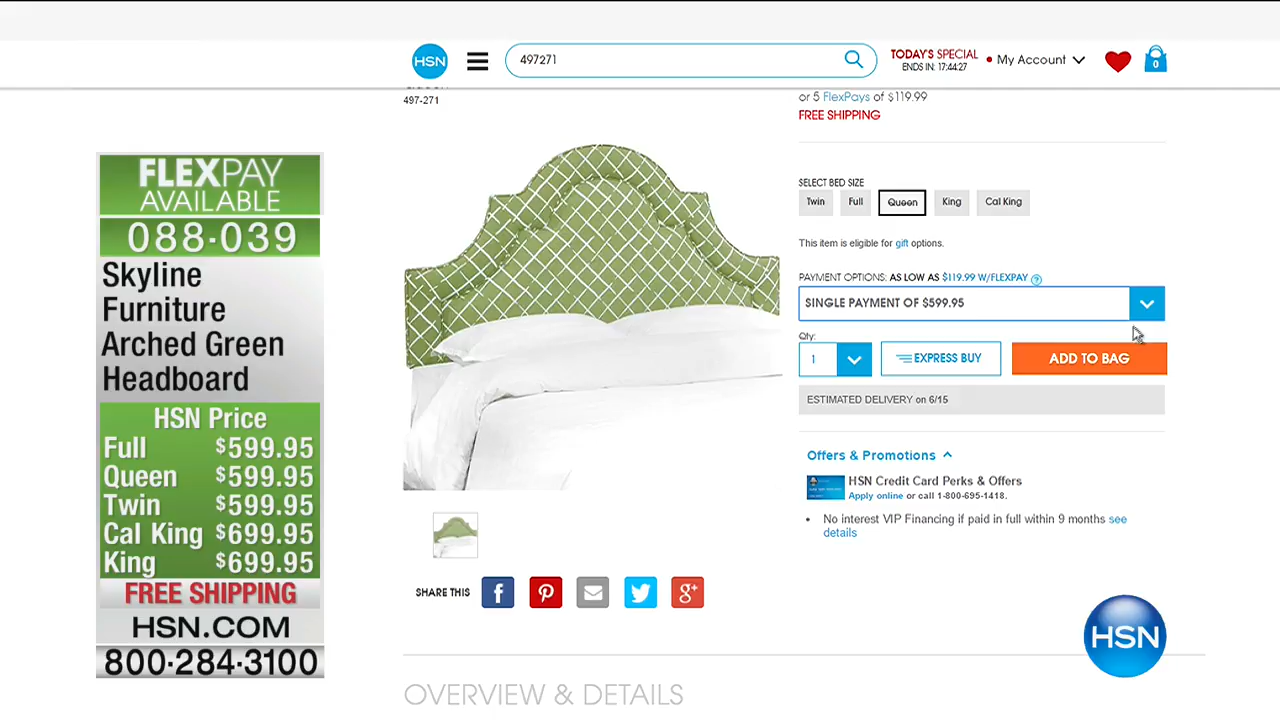 HSN
497271
TODAY'S SPECIAL
ENDS IN: 17:44:27
My Account
0
497-271
or 5 FlexPays of $119.99
FREE SHIPPING
FLEXPAY
AVAILABLE
088-039
Skyline
Furniture
Arched Green
Headboard
HSN Price
Full $599.95
Queen $599.95
Twin $599.95
Cal King $699.95
King $699.95
FREE SHIPPING
HSN.COM
800-284-3100
SELECT BED SIZE
Twin Full Queen King Cal King
This item is eligible for gift options.
PAYMENT OPTIONS: AS LOW AS $119.99 W/FLEXPAY ?
SINGLE PAYMENT OF $599.95
Qty:
1
EXPRESS BUY
ADD TO BAG
ESTIMATED DELIVERY on 6/15
Offers & Promotions
HSN Credit Card Perks & Offers
Apply online or call 1-800-695-1418.
• No interest VIP Financing if paid in full within 9 months see
details
SHARE THIS
HSN
OVERVIEW & DETAILS